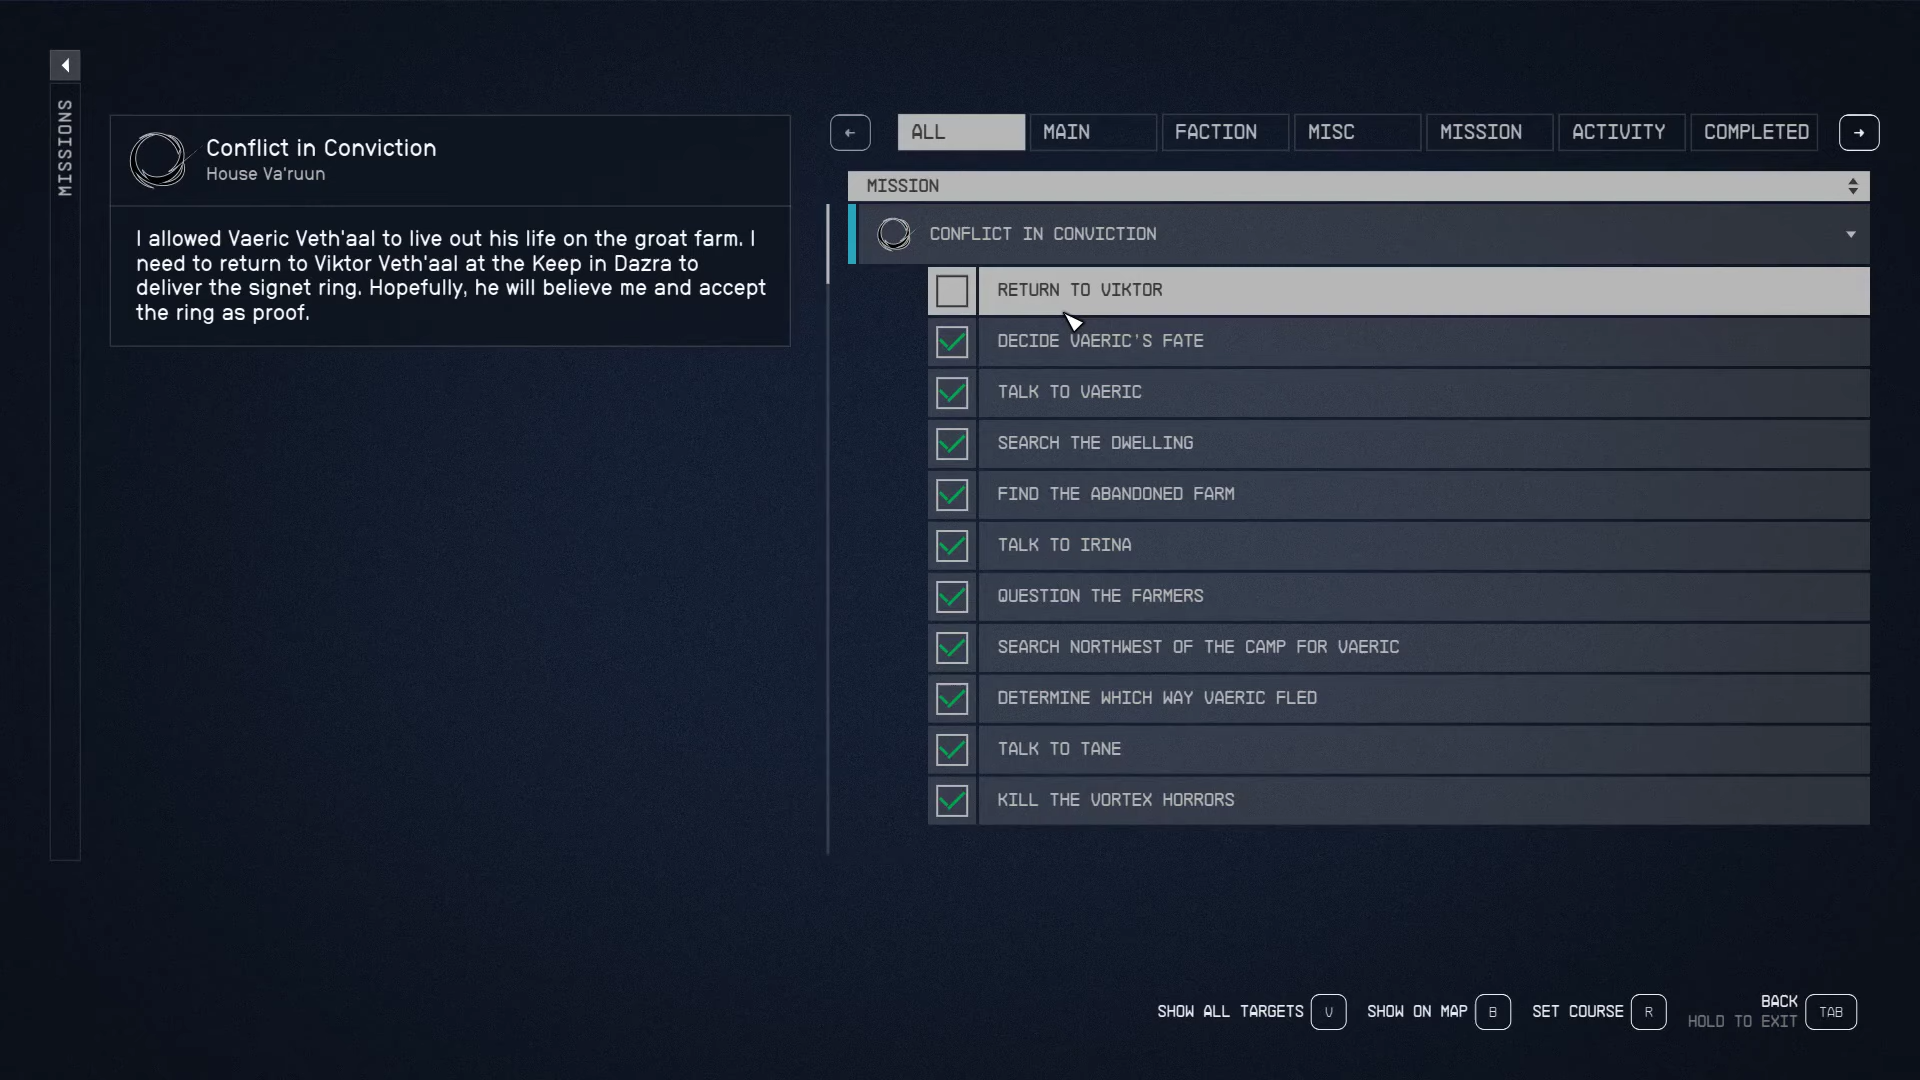 MISSIONS
Conflict in Conviction
House Va'ruun
I allowed Vaeric Veth'aal to live out his life on the groat farm. I
need to return to Viktor Veth'aal at the Keep in Dazra to
deliver the signet ring. Hopefully, he will believe me and accept
the ring as proof.
ALL
MAIN
FACTION
MISC
MISSION
ACTIVITY
COMPLETED
MISSION
CONFLICT IN CONVICTION
RETURN TO VIKTOR
DECIDE VAERIC'S FATE
TALK TO VAERIC
SEARCH THE DWELLING
FIND THE ABANDONED FARM
TALK TO IRINA
QUESTION THE FARMERS
SEARCH NORTHWEST OF THE CAMP FOR VAERIC
DETERMINE WHICH WAY VAERIC FLED
TALK TO TANE
KILL THE VORTEX HORRORS
SHOW ALL TARGETS V
SHOW ON MAP B
SET COURSE R
BACK
HOLD TO EXIT
TAB